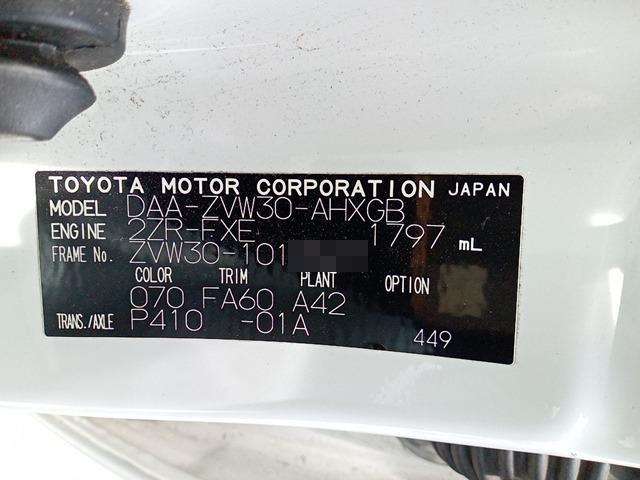 TOYOTA MOTOR CORPORATION JAPAN
MODEL DAA-ZVW30-AHXGB
ENGINE 2ZR-FXE 1797 mL
FRAME No. ZVW30-101
COLOR TRIM PLANT OPTION
070 FA60 A42
TRANS./AXLE P410 -01A
449